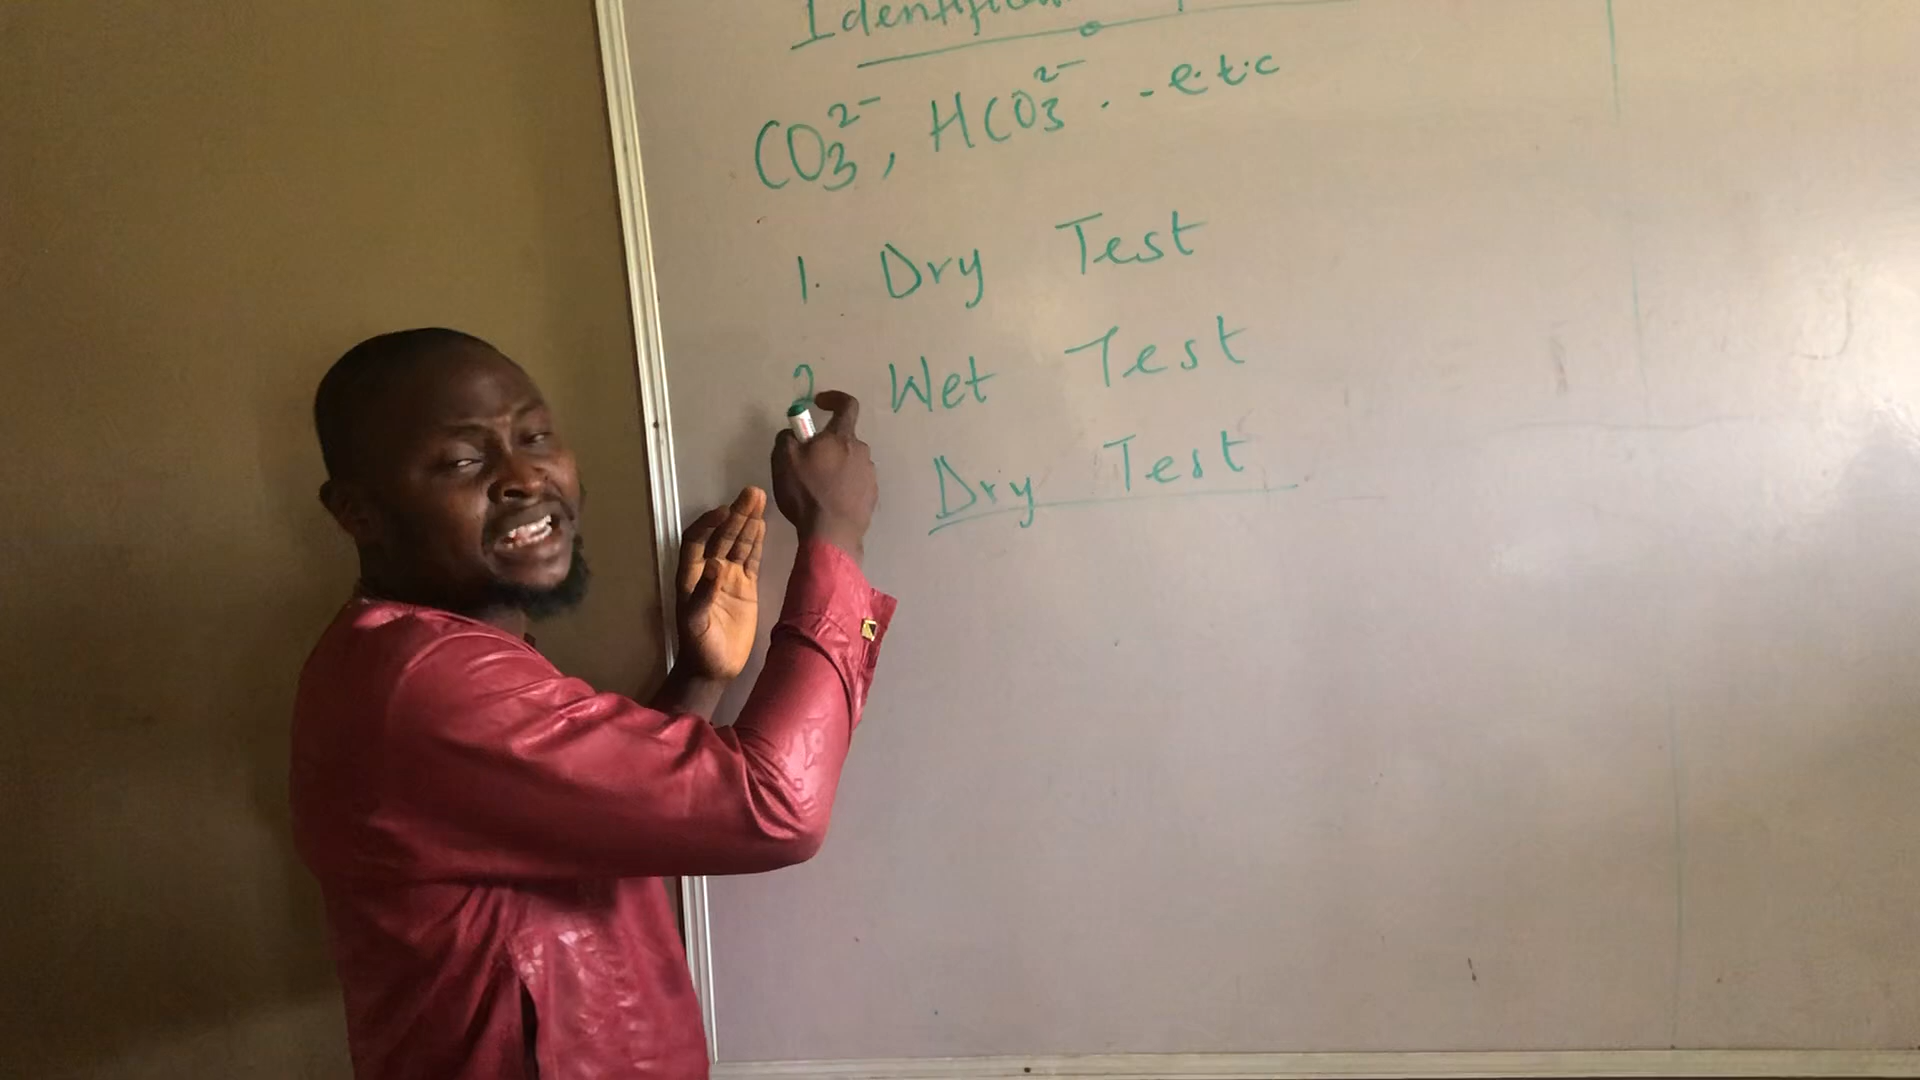 CO₃²⁻, HCO₃²⁻ . . - e.t.c
1. Dry Test
2 Wet Test
Dry Test